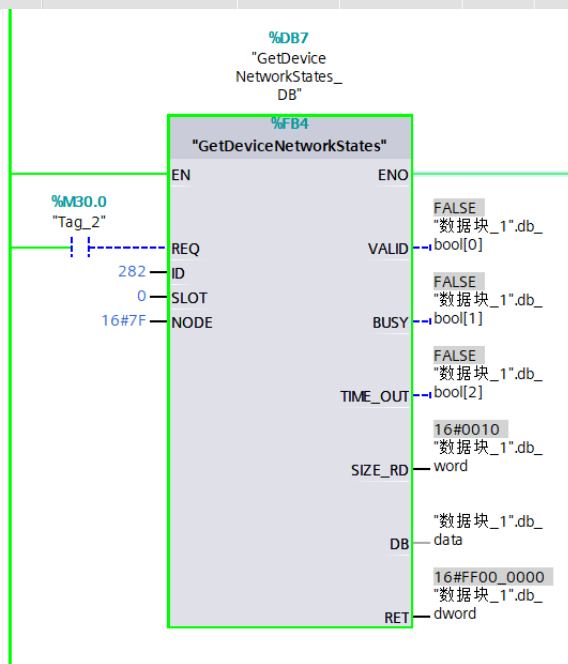 %DB7
"GetDevice
NetworkStates_
DB"
%FB4
"GetDeviceNetworkStates"
EN
ENO
%M30.0
"Tag_2"
REQ
282
ID
0
SLOT
16#7F
NODE
FALSE
"数据块_1".db_
bool[0]
VALID
FALSE
"数据块_1".db_
bool[1]
BUSY
FALSE
"数据块_1".db_
bool[2]
TIME_OUT
16#0010
"数据块_1".db_
word
SIZE_RD
"数据块_1".db_
data
DB
16#FF00_0000
"数据块_1".db_
dword
RET